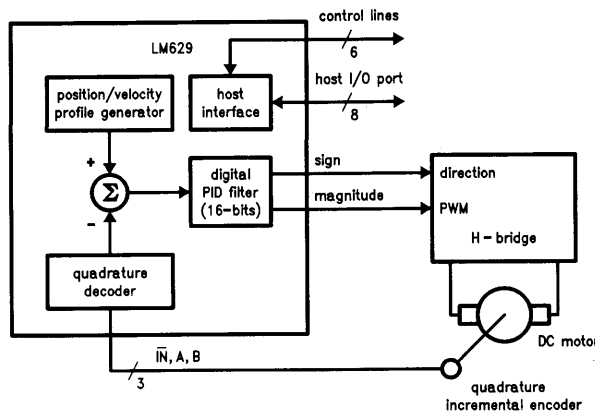 control lines
6
LM629
host I/O port
8
position/velocity
profile generator
host
interface
+
Σ
-
digital
PID filter
(16-bits)
sign
magnitude
direction
PWM
H-bridge
quadrature
decoder
DC motor
I̅N̅, A, B
3
quadrature
incremental encoder